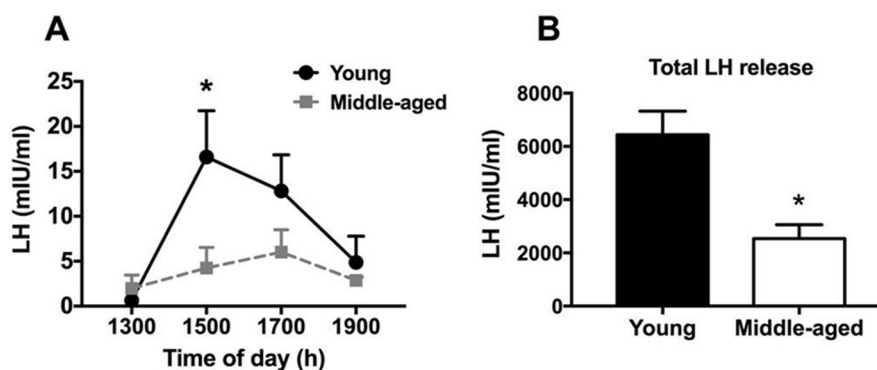 A
Young
Middle-aged
*
LH (mIU/ml)
25
20
15
10
5
0
1300 1500 1700 1900
Time of day (h)
B
Total LH release
LH (mIU/ml)
8000
6000
4000
2000
0
*
Young Middle-aged